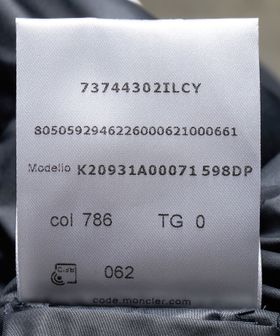 73744302ILCY
8050592946226000621000661
Modello K20931A00071 598DP
col 786 TG 0
062
code.moncler.com